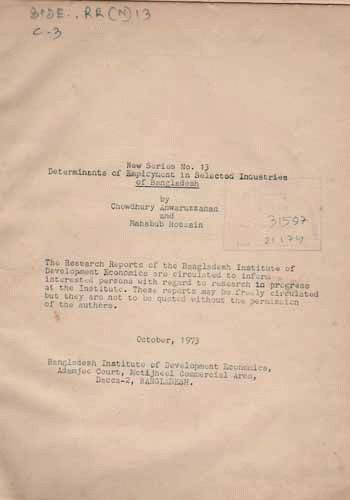 BIDE., RR(N)13
C-3
New Series No. 13
Determinants of Employment in Selected Industries
of Bangladesh
by
Chowdhury Anwaruzzaman
and
Mahabub Hossain
31597
21.1.74
The Research Reports of the Bangladesh Institute of
Development Economics are circulated to inform
interested persons with regard to research in progress
at the Institute. These reports may be freely circulated
but they are not to be quoted without the permission
of the authors.
October, 1973
Bangladesh Institute of Development Economics,
Adamjee Court, Motijheel Commercial Area,
Dacca-2, BANGLADESH.